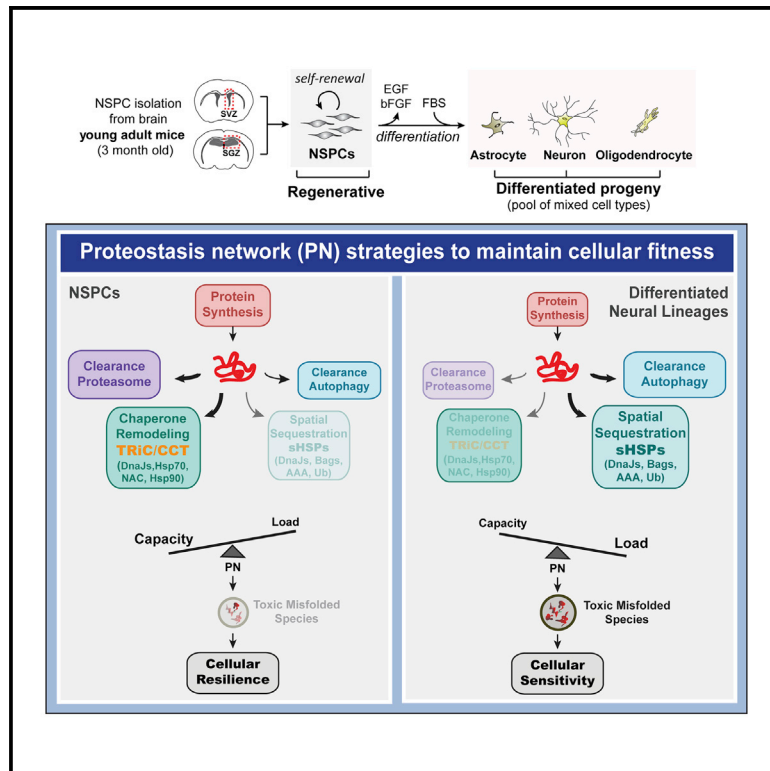 NSPC isolation
from brain
young adult mice
(3 month old)
SVZ
SGZ
self-renewal
NSPCs
Regenerative
EGF
bFGF
FBS
differentiation
Astrocyte
Neuron
Oligodendrocyte
Differentiated progeny
(pool of mixed cell types)
Proteostasis network (PN) strategies to maintain cellular fitness
NSPCs
Protein
Synthesis
Clearance
Proteasome
Clearance
Autophagy
Chaperone
Remodeling
TRiC/CCT
(DnaJs,Hsp70,
NAC, Hsp90)
Spatial
Sequestration
sHSPs
(DnaJs, Bags,
AAA, Ub)
Capacity
Load
PN
Toxic Misfolded
Species
Cellular
Resilience
Differentiated
Neural Lineages
Protein
Synthesis
Clearance
Proteasome
Clearance
Autophagy
Chaperone
Remodeling
TRiC/CCT
(DnaJs,Hsp70,
NAC, Hsp90)
Spatial
Sequestration
sHSPs
(DnaJs, Bags,
AAA, Ub)
Capacity
Load
PN
Toxic Misfolded
Species
Cellular
Sensitivity